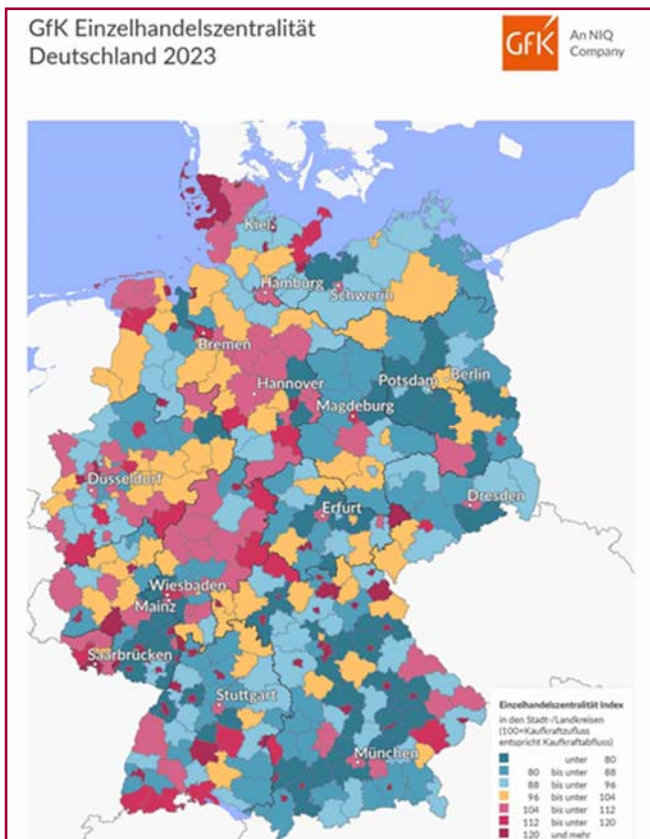 GfK Einzelhandelszentralität
Deutschland 2023
GfK
An NIQ
Company
Kiel
Hamburg
Schwerin
Bremen
Hannover
Potsdam
Berlin
Magdeburg
Düsseldorf
Erfurt
Dresden
Wiesbaden
Mainz
Saarbrücken
Stuttgart
München
Einzelhandelszentralität Index
in den Stadt-/Landkreisen
(100=Kaufkraftzufluss
entspricht Kaufkraftabfluss)
unter 80
80 bis unter 88
88 bis unter 96
96 bis unter 104
104 bis unter 112
112 bis unter 120
120 und mehr